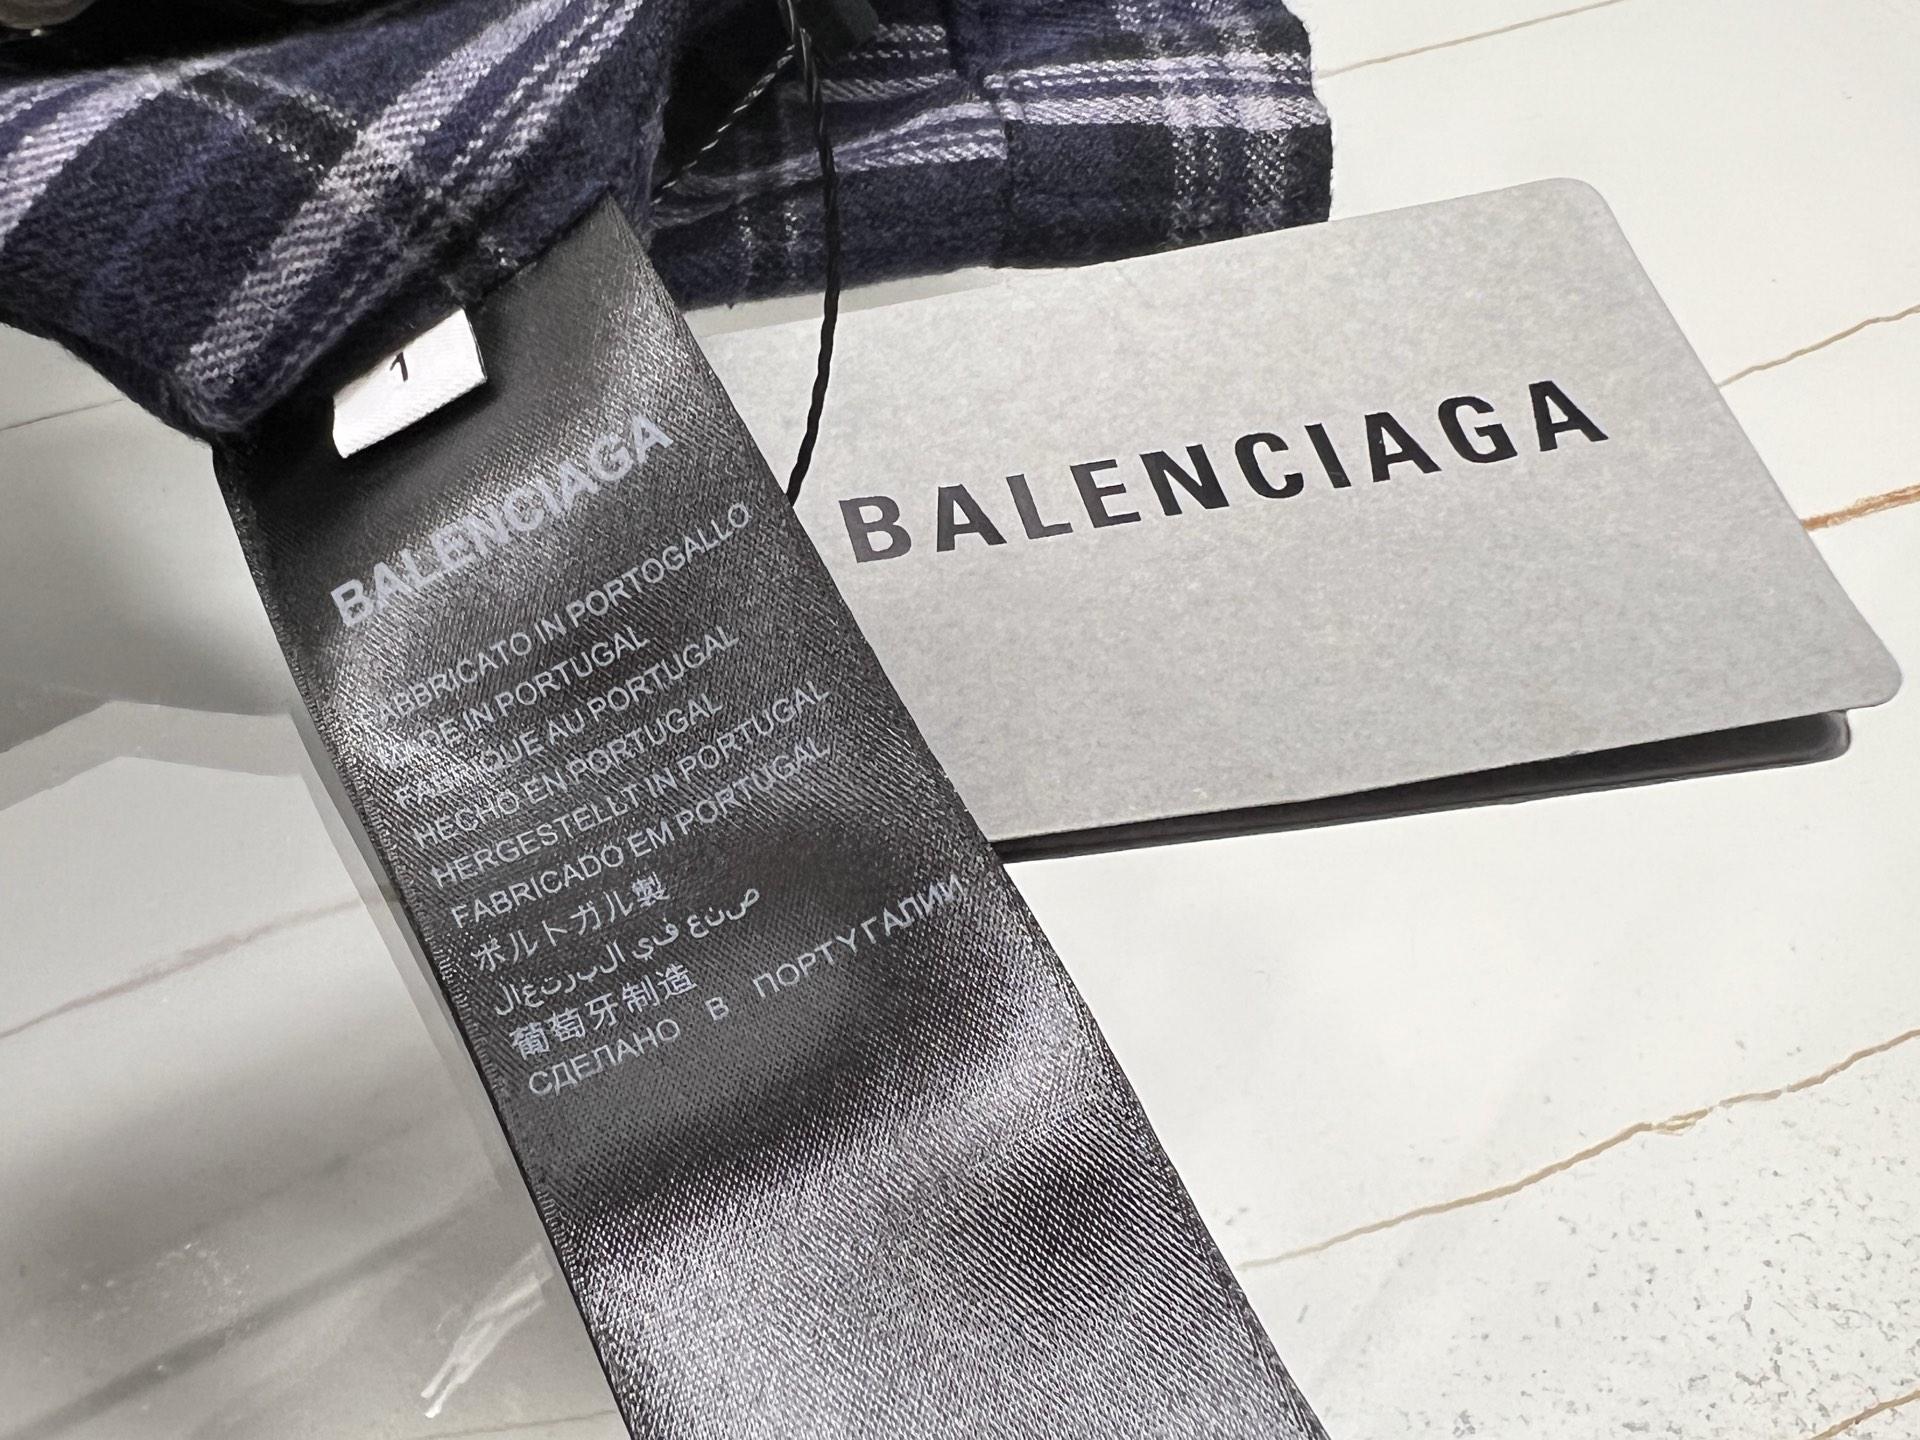 1
BALENCIAGA
FABBRICATO IN PORTOGALLO
MADE IN PORTUGAL
FABRIQUE AU PORTUGAL
HECHO EN PORTUGAL
HERGESTELLT IN PORTUGAL
FABRICADO EM PORTUGAL
ポルトガル製
صنع في البرتغال
葡萄牙制造
СДЕЛАНО В ПОРТУГАЛИИ
BALENCIAGA